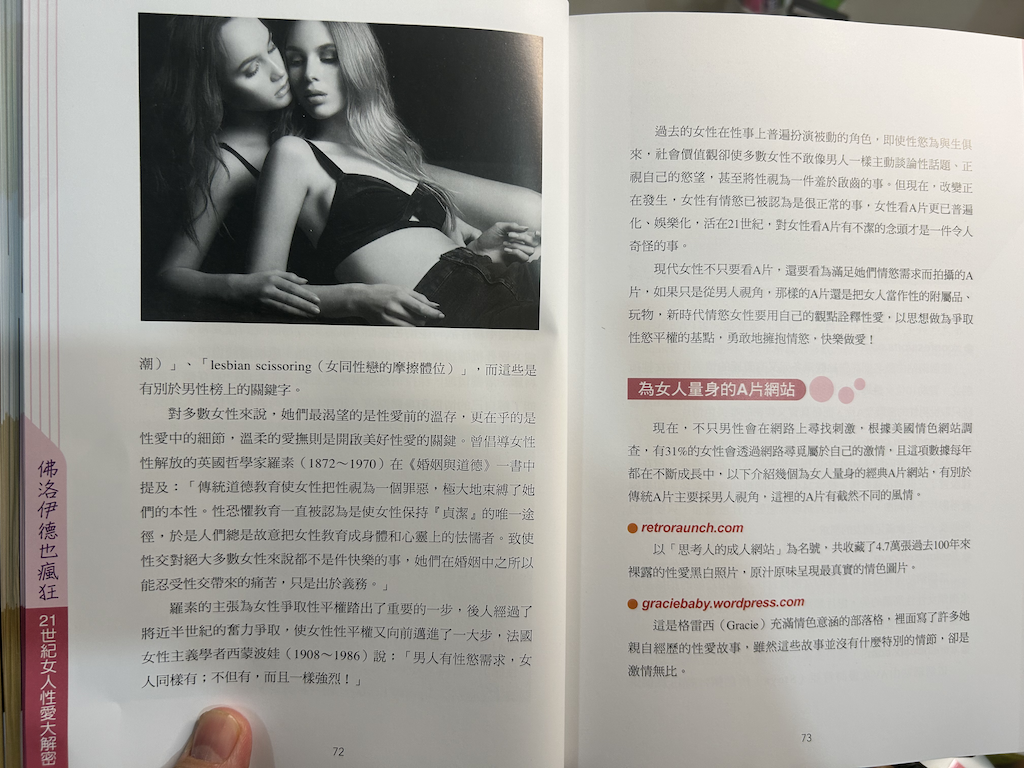 潮）」、「lesbian scissoring（女同性戀的摩擦體位）」，而這些是
有別於男性榜上的關鍵字。
對多數女性來說，她們最渴望的是性愛前的溫存，更在乎的是
性愛中的細節，溫柔的愛撫則是開啟美好性愛的關鍵。曾倡導女性
性解放的英國哲學家羅素（1872～1970）在《婚姻與道德》一書中
提及：「傳統道德教育使女性把性視為一個罪惡，極大地束縛了她
們的本性。性恐懼教育一直被認為是使女性保持『貞潔』的唯一途
徑，於是人們總是故意把女性教育成身體和心靈上的怯懦者。致使
性交對絕大多數女性來說都不是件快樂的事，她們在婚姻中之所以
能忍受性交帶來的痛苦，只是出於義務。」
羅素的主張為女性爭取性平權踏出了重要的一步，後人經過了
將近半世紀的奮力爭取，使女性性平權又向前邁進了一大步，法國
女性主義學者西蒙波娃（1908～1986）說：「男人有性慾需求，女
人同樣有；不但有，而且一樣強烈！」
佛洛伊德也瘋狂
21世紀女人性愛大解密
72
過去的女性在性事上普遍扮演被動的角色，即使性慾為與生俱
來，社會價值觀卻使多數女性不敢像男人一樣主動談論性話題、正
視自己的慾望，甚至將性視為一件羞於啟齒的事。但現在，改變正
在發生，女性有情慾已被認為是很正常的事，女性看A片更已普遍
化、娛樂化，活在21世紀，對女性看A片有不潔的念頭才是一件令人
奇怪的事。
現代女性不只要看A片，還要看為滿足她們情慾需求而拍攝的A
片，如果只是從男人視角，那樣的A片還是把女人當作性的附屬品、
玩物，新時代情慾女性要用自己的觀點詮釋性愛，以思想做為爭取
性慾平權的基點，勇敢地擁抱情慾，快樂做愛！
為女人量身的A片網站
現在，不只男性會在網路上尋找刺激，根據美國情色網站調
查，有31%的女性會透過網路尋覓屬於自己的激情，且這項數據每年
都在不斷成長中，以下介紹幾個為女人量身的經典A片網站，有別於
傳統A片主要採男人視角，這裡的A片有截然不同的風情。
retroraunch.com
以「思考人的成人網站」為名號，共收藏了4.7萬張過去100年來
裸露的性愛黑白照片，原汁原味呈現最真實的情色圖片。
graciebaby.wordpress.com
這是格雷西（Gracie）充滿情色意涵的部落格，裡面寫了許多她
親自經歷的性愛故事，雖然這些故事並沒有什麼特別的情節，卻是
激情無比。
73